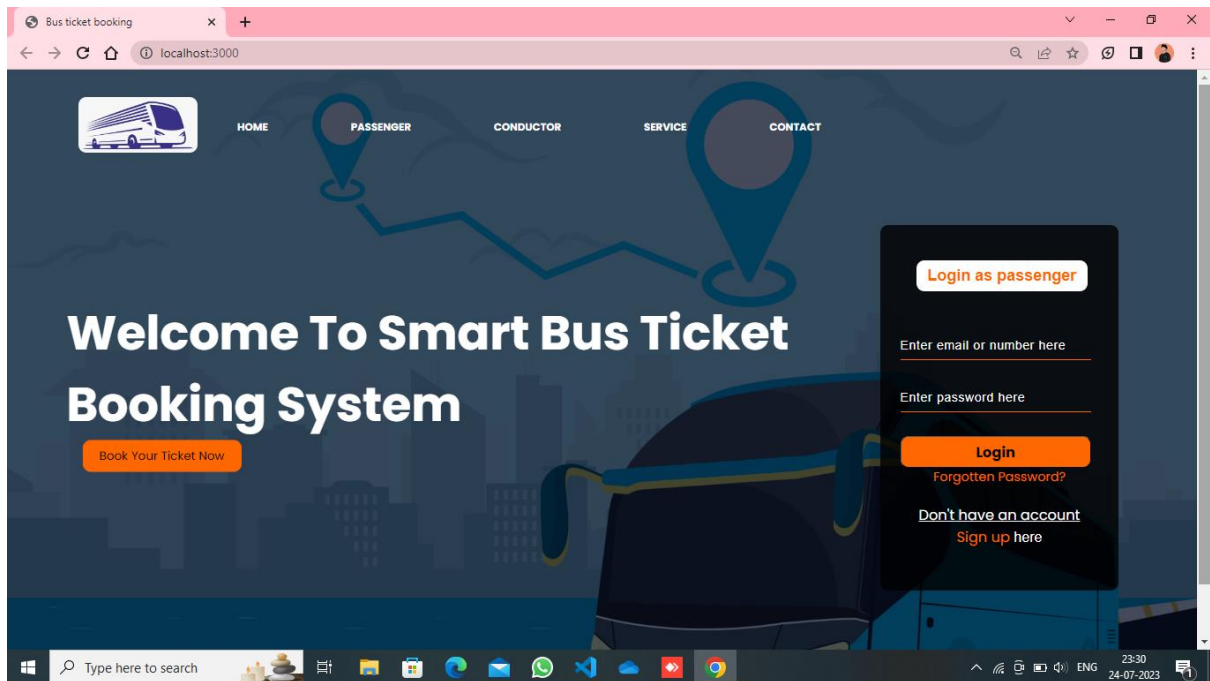 Bus ticket booking
localhost:3000
HOME PASSENGER CONDUCTOR SERVICE CONTACT
Welcome To Smart Bus Ticket
Booking System
Book Your Ticket Now
Login as passenger
Enter email or number here
Enter password here
Login
Forgotten Password?
Don't have an account
Sign up here
Type here to search
ENG
23:30
24-07-2023
1